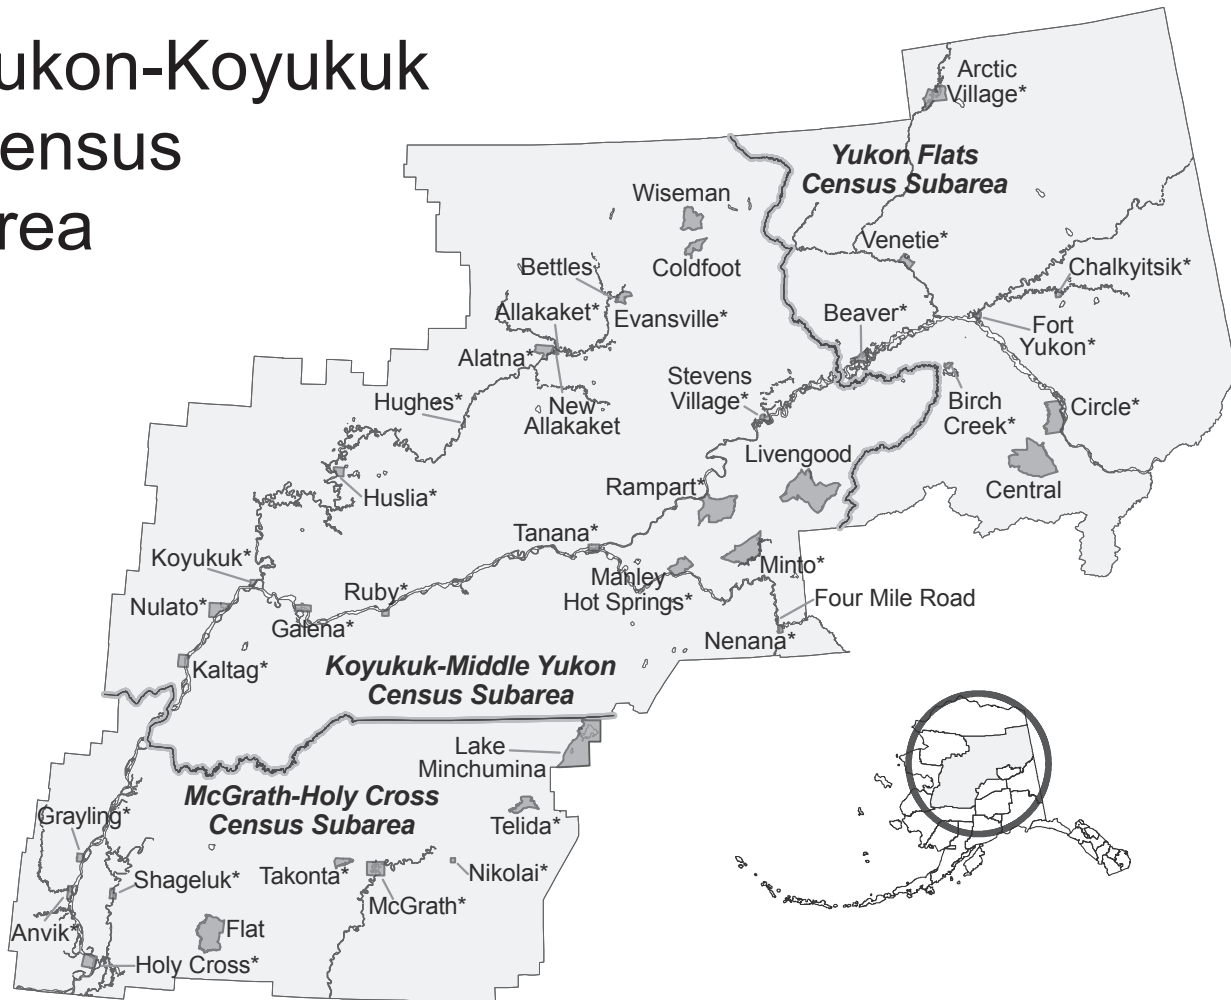 ukon-Koyukuk
ensus
rea
Arctic
Village*
Yukon Flats
Census Subarea
Wiseman
Venetie*
Coldfoot
Bettles
Chalkyitsik*
Allakaket*
Evansville*
Beaver*
Fort
Yukon*
Alatna*
Stevens
Village*
Hughes*
New
Allakaket
Birch
Creek*
Circle*
Livengood
Huslia*
Rampart*
Central
Tanana*
Koyukuk*
Manley
Hot Springs*
Minto*
Ruby*
Four Mile Road
Nulato*
Galena*
Nenana*
Kaltag*
Koyukuk-Middle Yukon
Census Subarea
Lake
Minchumina
McGrath-Holy Cross
Census Subarea
Grayling*
Telida*
Takonta*
Nikolai*
Shageluk*
McGrath*
Anvik*
Flat
Holy Cross*